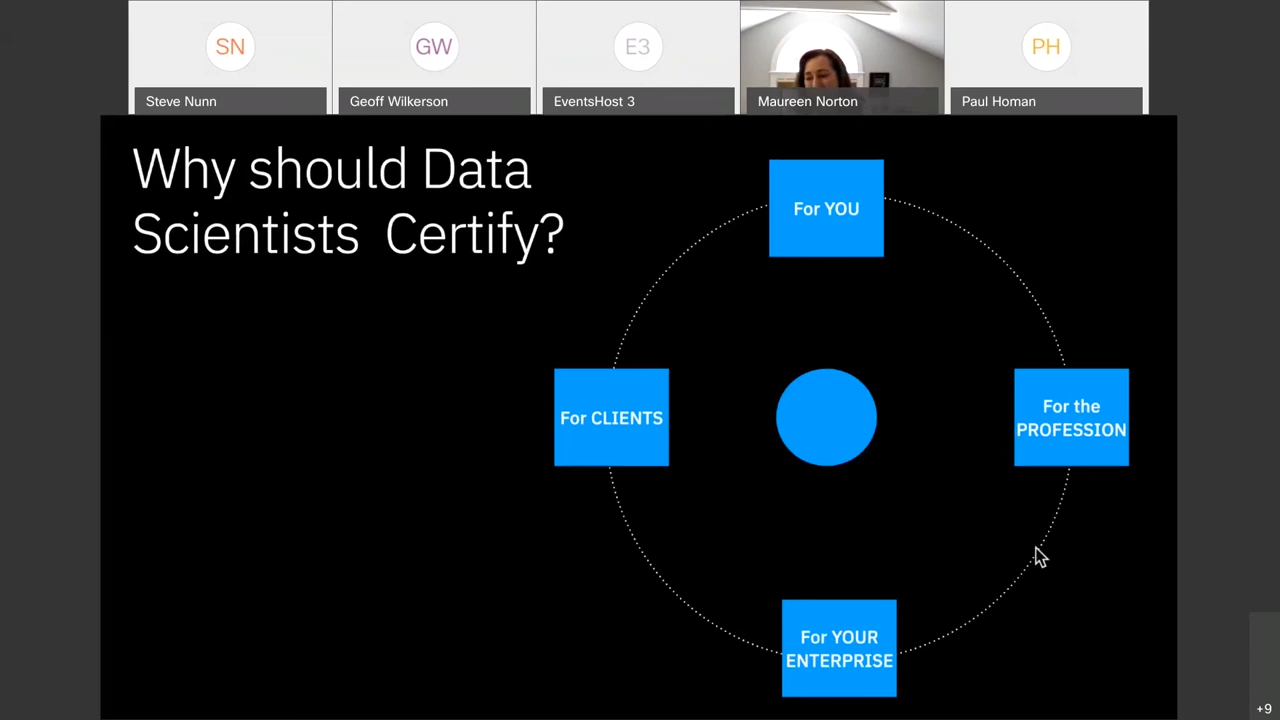 SN
GW
E3
PH
Steve Nunn
Geoff Wilkerson
EventsHost 3
Maureen Norton
Paul Homan
Why should Data
Scientists Certify?
For YOU
For CLIENTS
For the
PROFESSION
For YOUR
ENTERPRISE
+9